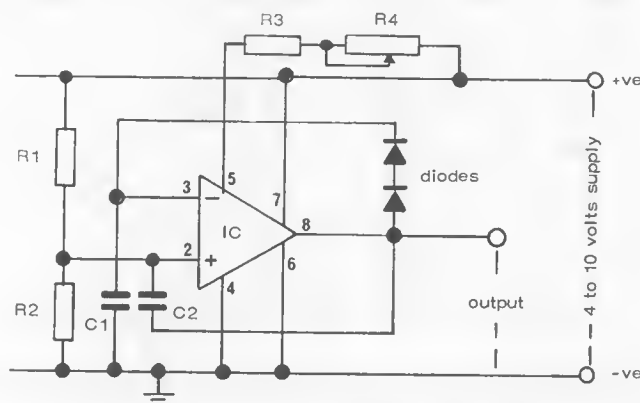 R3
R4
+ve
R1
5
diodes
3
−
7
IC
8
2
+
6
4
R2
C1
C2
output
4 to 10 volts supply
-ve